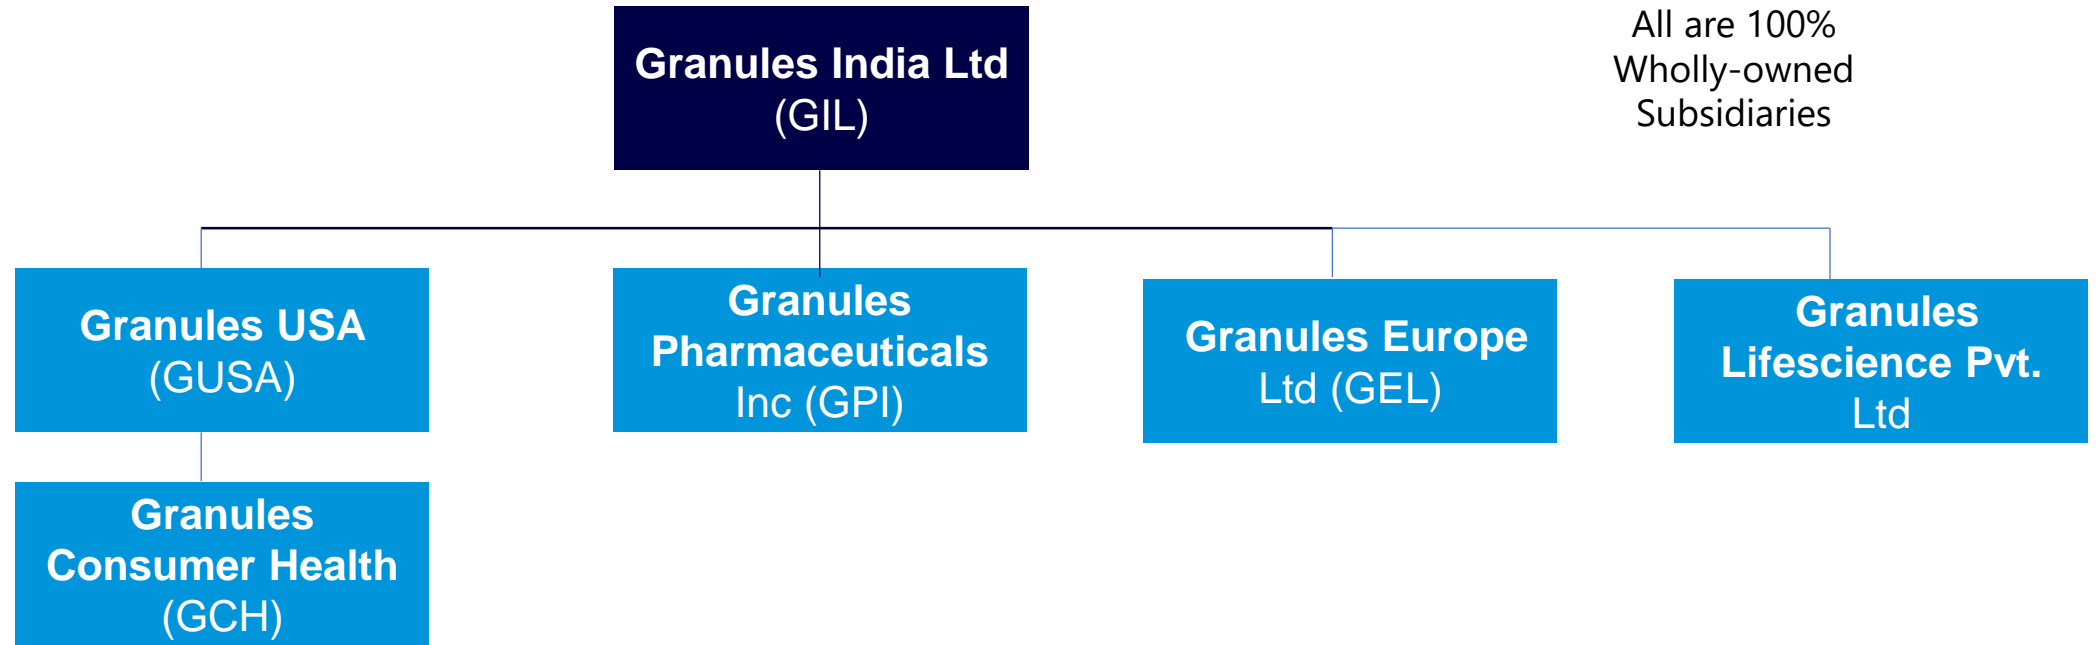 Granules India Ltd
(GIL)
All are 100%
Wholly-owned
Subsidiaries
Granules USA
(GUSA)
Granules
Pharmaceuticals
Inc (GPI)
Granules Europe
Ltd (GEL)
Granules
Lifescience Pvt.
Ltd
Granules
Consumer Health
(GCH)